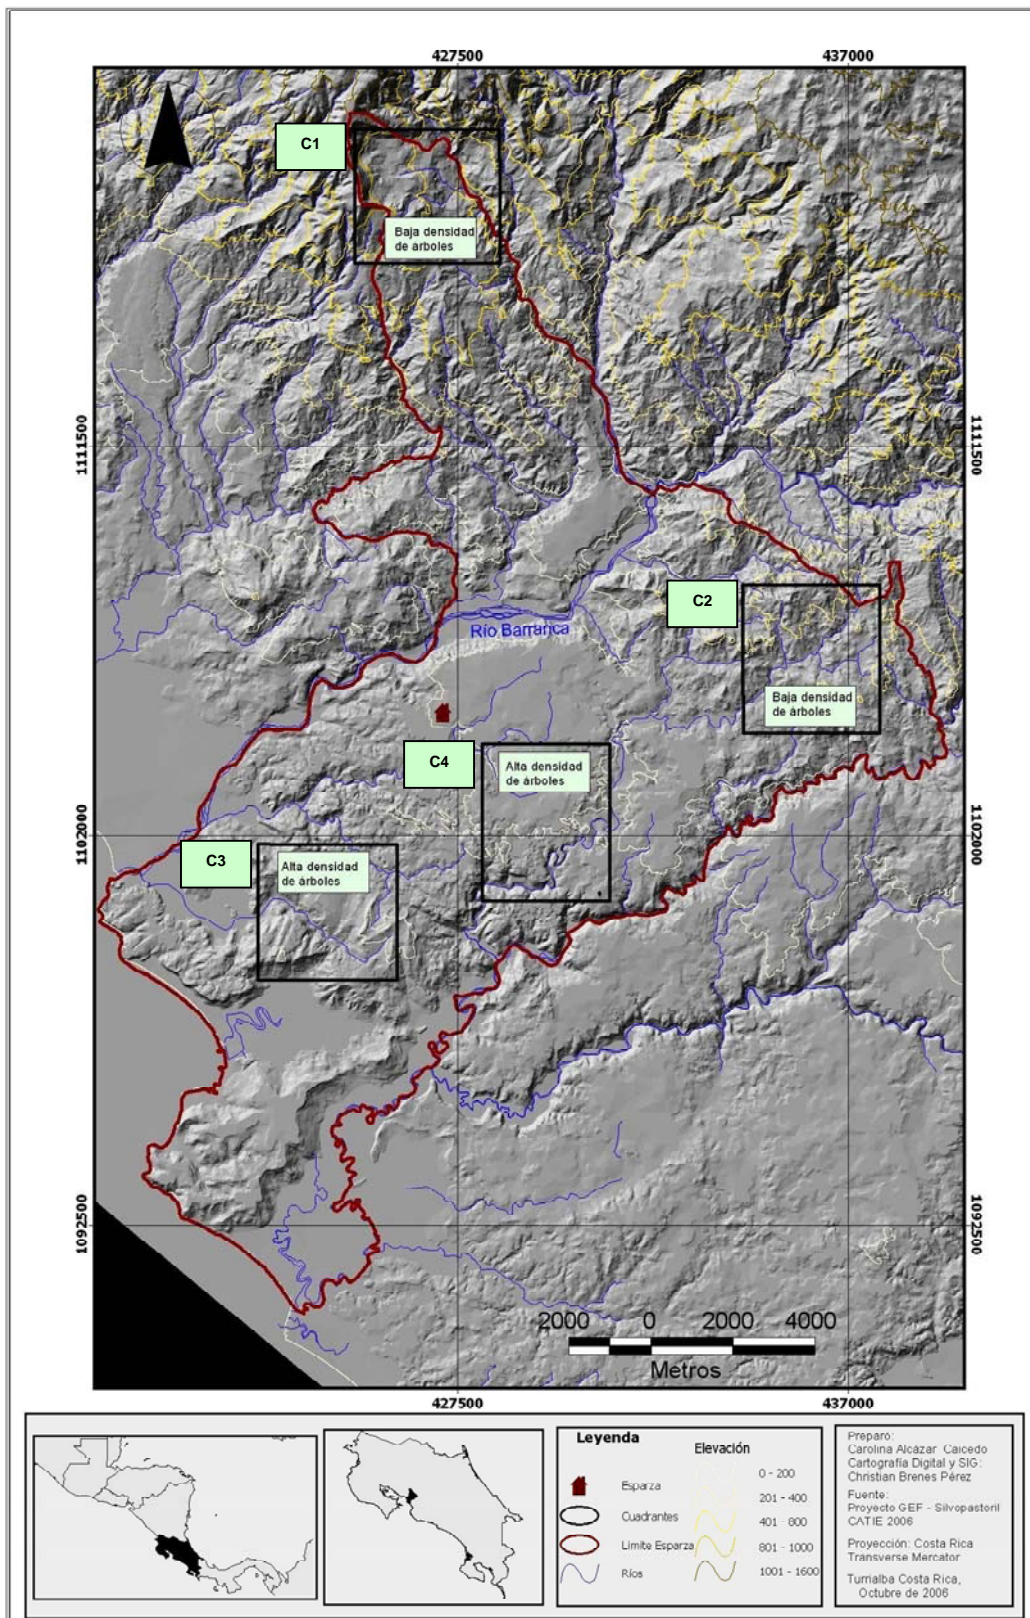 427500
437000
C1
Baja densidad
de árboles
1111500
1111500
C2
Río Barranca
Baja densidad
de árboles
C4
Alta densidad
de árboles
1102000
1102000
C3
Alta densidad
de árboles
1092500
1092500
2000 0 2000 4000
Metros
427500
437000
Leyenda
Esparza
Cuadrantes
Limite Esparza
Ríos
Elevación
0 - 200
201 - 400
401 - 800
801 - 1000
1001 - 1600
Preparó:
Carolina Alcázar Caicedo
Cartografía Digital y SIG:
Christian Brenes Pérez
Fuente:
Proyecto GEF - Silvopastoril
CATIE 2006
Proyección: Costa Rica
Transverse Mercator
Turrialba Costa Rica,
Octubre de 2006